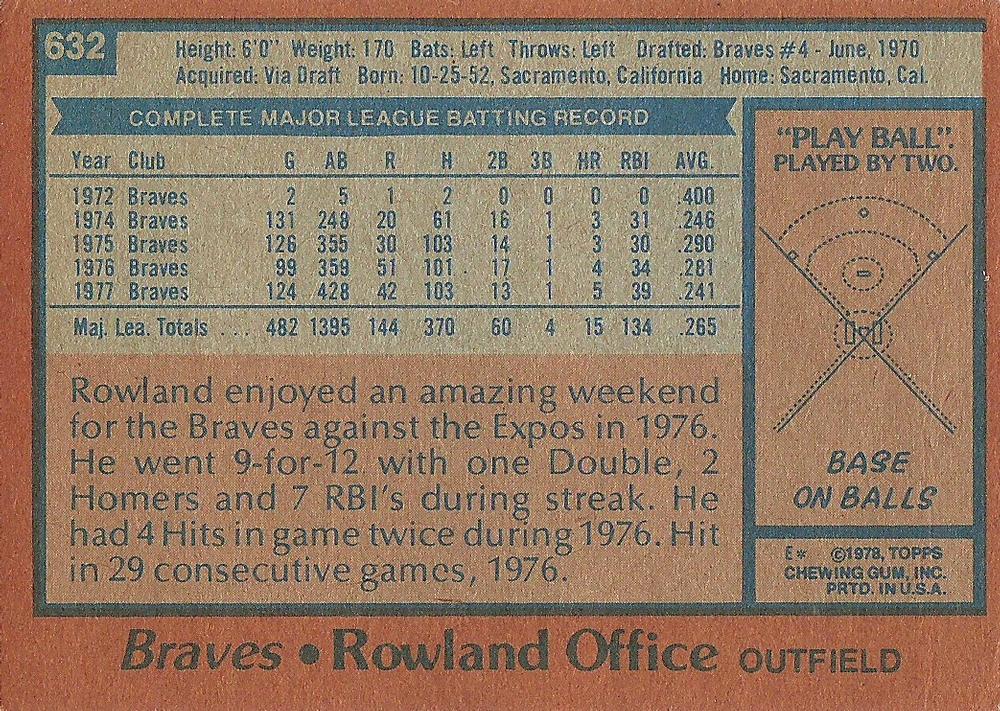 632
Height: 6'0" Weight: 170 Bats: Left Throws: Left Drafted: Braves #4 - June, 1970
Acquired: Via Draft Born: 10-25-52, Sacramento, California Home: Sacramento, Cal.
COMPLETE MAJOR LEAGUE BATTING RECORD
Year Club G AB R H 2B 3B HR RBI AVG.
1972 Braves 2 5 1 2 0 0 0 0 .400
1974 Braves 131 248 20 61 16 1 3 31 .246
1975 Braves 126 355 30 103 14 1 3 30 .290
1976 Braves 99 359 51 101 17 1 4 34 .281
1977 Braves 124 428 42 103 13 1 5 39 .241
Maj. Lea. Totals ... 482 1395 144 370 60 4 15 134 .265
Rowland enjoyed an amazing weekend
for the Braves against the Expos in 1976.
He went 9-for-12 with one Double, 2
Homers and 7 RBI's during streak. He
had 4 Hits in game twice during 1976. Hit
in 29 consecutive games, 1976.
"PLAY BALL":
PLAYED BY TWO.
BASE
ON BALLS
E* ©1978, TOPPS
CHEWING GUM, INC.
PRTD. IN U.S.A.
Braves • Rowland Office OUTFIELD